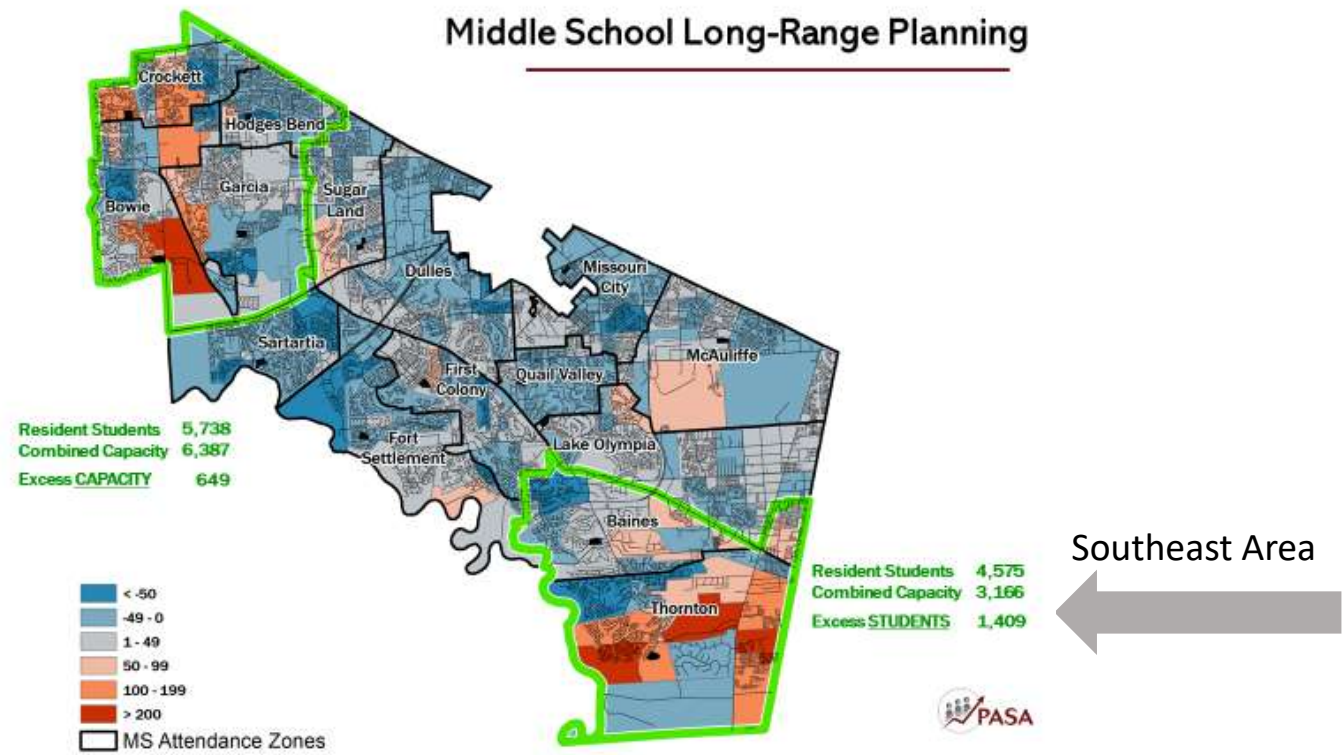 Middle School Long-Range Planning
Crockett
Hodges Bend
Garcia
Sugar
Land
Bowie
Dulles
Missouri
City
Sartartia
McAuliffe
First
Colony
Quail Valley
Resident Students 5,738
Combined Capacity 6,387
Excess CAPACITY 649
Fort
Settlement
Lake Olympia
Baines
Southeast Area
Resident Students 4,575
Combined Capacity 3,166
Excess STUDENTS 1,409
Thornton
< -50
-49 - 0
1 - 49
50 - 99
100 - 199
> 200
MS Attendance Zones
PASA